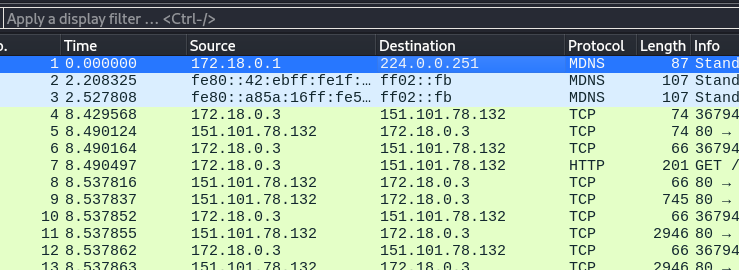 Apply a display filter … <Ctrl-/>
o. Time Source Destination Protocol Length Info
1 0.000000 172.18.0.1 224.0.0.251 MDNS 87 Stand
2 2.208325 fe80::42:ebff:fe1f:… ff02::fb MDNS 107 Stand
3 2.527808 fe80::a85a:16ff:fe5… ff02::fb MDNS 107 Stand
4 8.429568 172.18.0.3 151.101.78.132 TCP 74 36794
5 8.490124 151.101.78.132 172.18.0.3 TCP 74 80 →
6 8.490164 172.18.0.3 151.101.78.132 TCP 66 36794
7 8.490497 172.18.0.3 151.101.78.132 HTTP 201 GET /
8 8.537816 151.101.78.132 172.18.0.3 TCP 66 80 →
9 8.537837 151.101.78.132 172.18.0.3 TCP 745 80 →
10 8.537852 172.18.0.3 151.101.78.132 TCP 66 36794
11 8.537855 151.101.78.132 172.18.0.3 TCP 2946 80 →
12 8.537862 172.18.0.3 151.101.78.132 TCP 66 36794
13 8.537863 151.101.78.132 172.18.0.3 TCP 2946 80 →